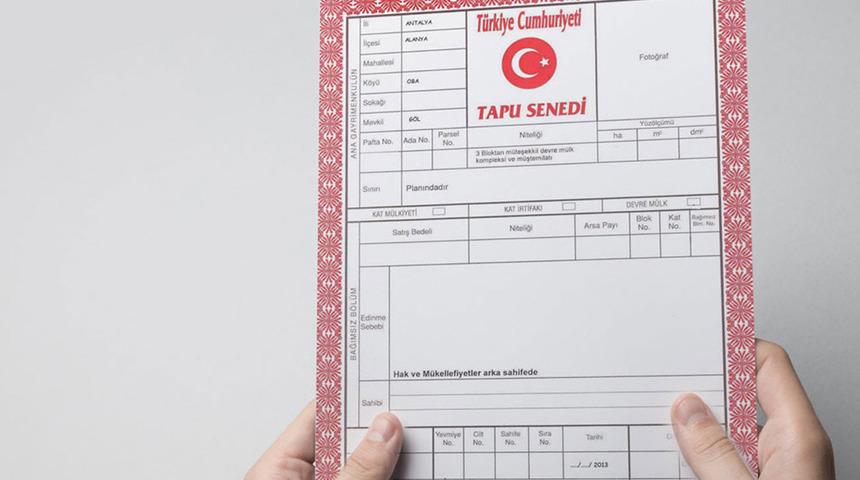 İli ANTALYA
İlçesi ALANYA
Mahallesi
Köyü OBA
Sokağı
Mevkii GÖL
ANA GAYRİMENKULÜN
Türkiye Cumhuriyeti
TAPU SENEDİ
Fotoğraf
Yüzölçümü
ha m² dm²
Pafta No. Ada No. Parsel No. Niteliği
3 Bloktan müteşekkil devre mülk
kompleksi ve müştemilatı
Sınırı Planındadır
KAT MÜLKİYETİ KAT İRTİFAKI DEVRE MÜLK
BAĞIMSIZ BÖLÜM
Satış Bedeli Niteliği Arsa Payı Blok No. Kat No. Bağımsız Blm. No.
Edinme
Sebebi
Hak ve Mükellefiyetler arka sahifede
Sahibi
Yevmiye No. Cilt No. Sahife No. Sıra No. Tarihi
.../.../ 2013